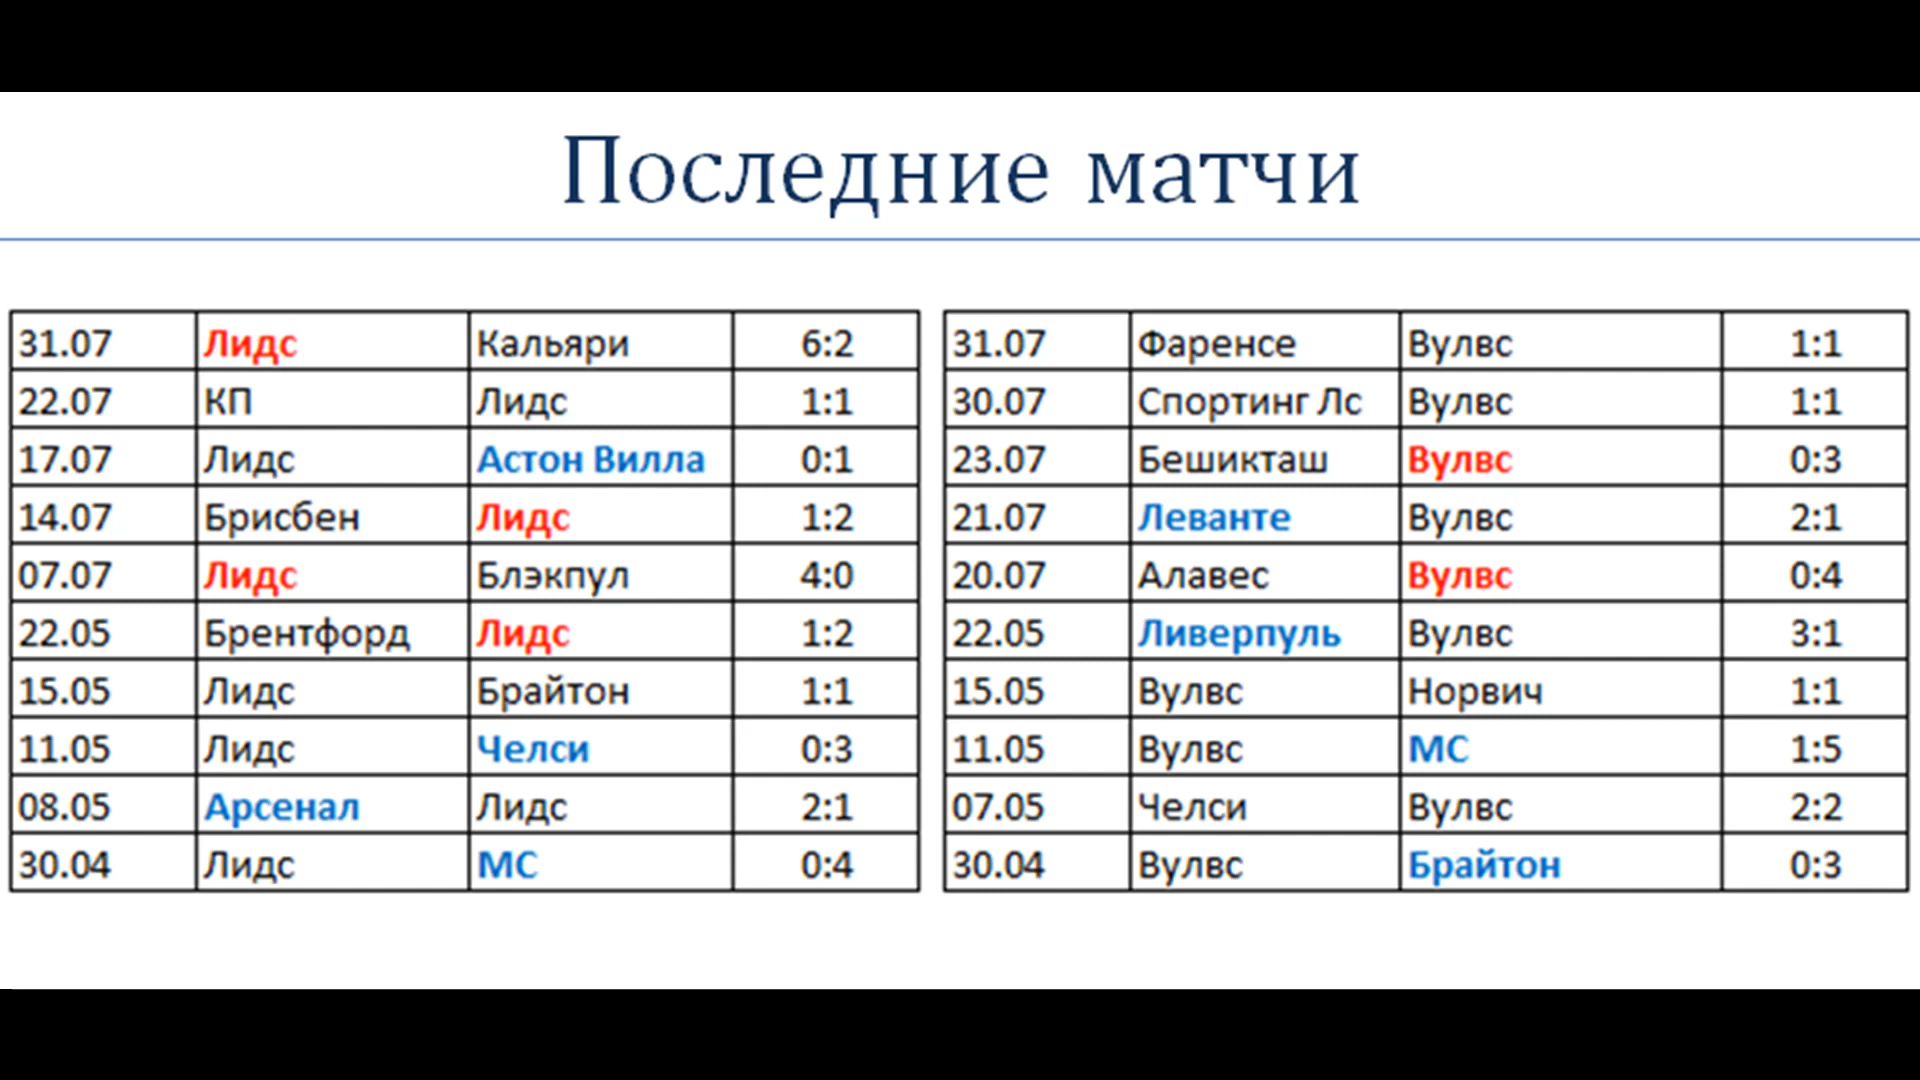 Последние матчи
31.07 Лидс Кальяри 6:2
22.07 КП Лидс 1:1
17.07 Лидс Астон Вилла 0:1
14.07 Брисбен Лидс 1:2
07.07 Лидс Блэкпул 4:0
22.05 Брентфорд Лидс 1:2
15.05 Лидс Брайтон 1:1
11.05 Лидс Челси 0:3
08.05 Арсенал Лидс 2:1
30.04 Лидс МС 0:4
31.07 Фаренсе Вулвс 1:1
30.07 Спортинг Лс Вулвс 1:1
23.07 Бешикташ Вулвс 0:3
21.07 Леванте Вулвс 2:1
20.07 Алавес Вулвс 0:4
22.05 Ливерпуль Вулвс 3:1
15.05 Вулвс Норвич 1:1
11.05 Вулвс МС 1:5
07.05 Челси Вулвс 2:2
30.04 Вулвс Брайтон 0:3